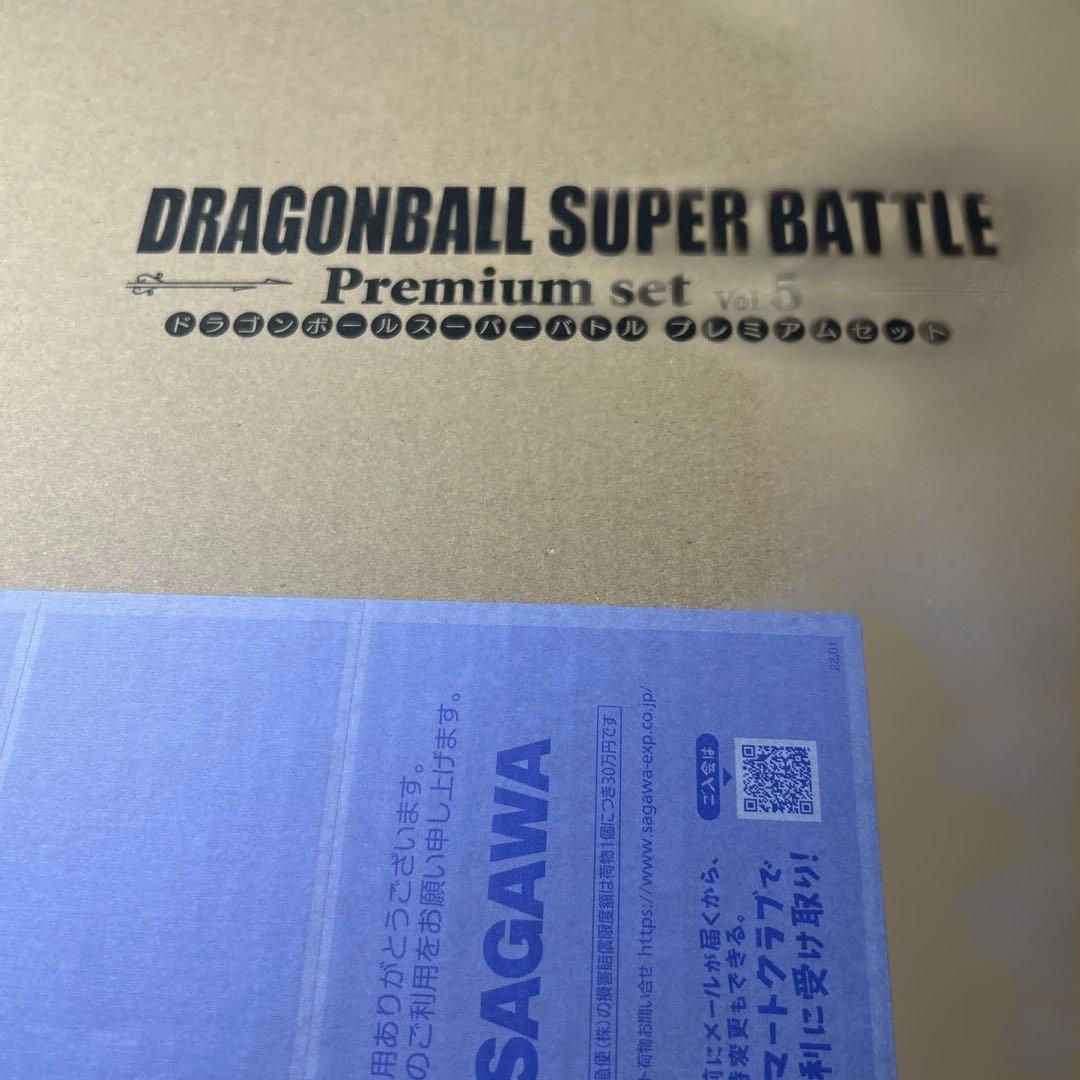 DRAGONBALL SUPER BATTLE
Premium set Vol.5
ドラゴンボールスーパーバトル プレミアムセット
22.01
用ありがとうございます。
のご利用をお願い申し上げます。
SAGAWA
急便(株)の損害賠償限度額は荷物1個につき30万円です
ト荷物お問い合せ https://www.sagawa-exp.co.jp/
ご入会は
前にメールが届くから、
時変更もできる。
マートクラブで
利に受け取り!